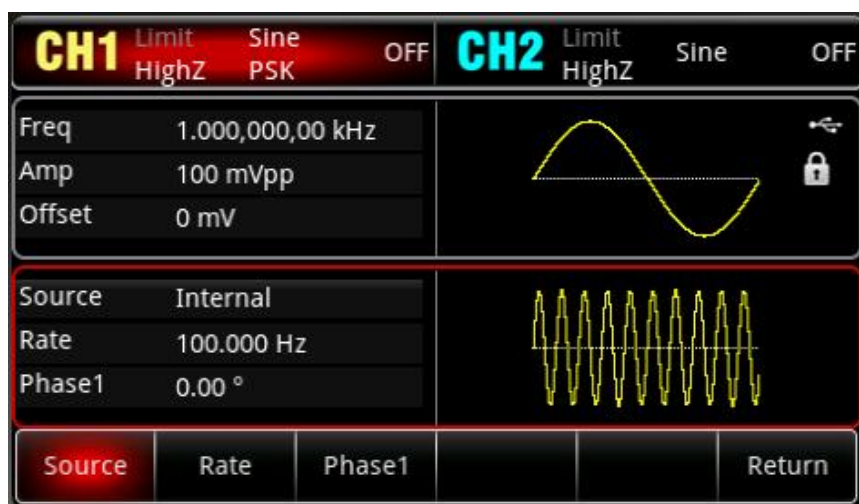 CH1 Limit Sine OFF CH2 Limit Sine OFF
HighZ PSK HighZ
Freq 1.000,000,00 kHz
Amp 100 mVpp
Offset 0 mV
Source Internal
Rate 100.000 Hz
Phase1 0.00 °
Source Rate Phase1 Return